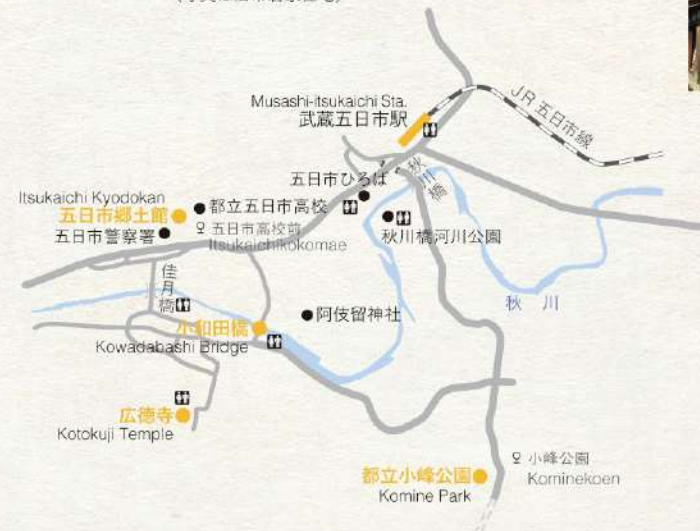 Musashi-itsukaichi Sta.
武蔵五日市駅
JR五日市線
秋川橋
五日市ひろば
Itsukaichi Kyodokan
五日市郷土館
都立五日市高校
五日市警察署
五日市高校前
Itsukaichikokomae
秋川橋河川公園
佳月橋
秋川
小和田橋
Kowadabashi Bridge
阿伎留神社
広徳寺
Kotokuji Temple
都立小峰公園
Komine Park
小峰公園
Kominekoen